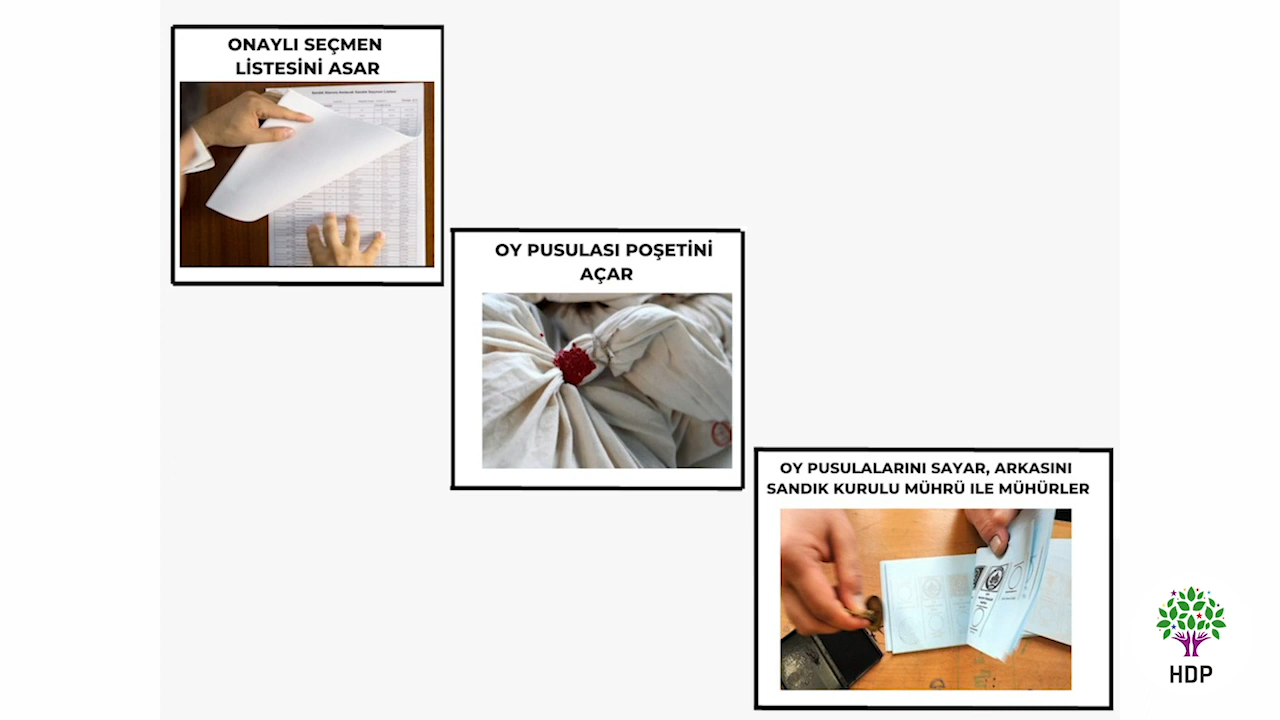 ONAYLI SEÇMEN
LİSTESİNİ ASAR
OY PUSULASI POŞETİNİ
AÇAR
OY PUSULALARINI SAYAR, ARKASINI
SANDIK KURULU MÜHRÜ ILE MÜHÜRLER
HDP